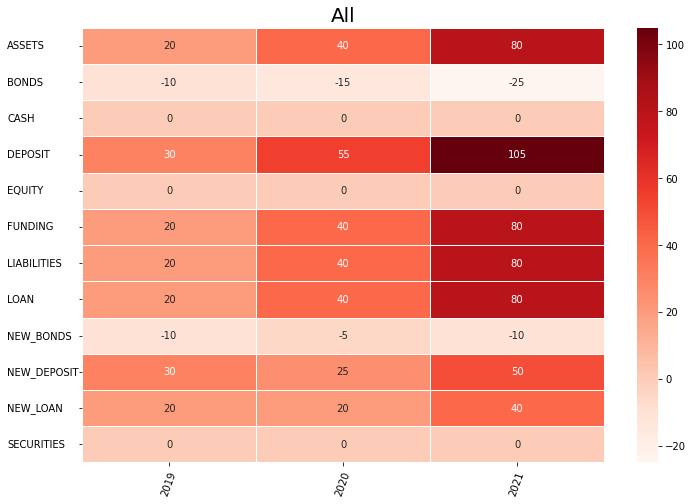 All
ASSETS 20 40 80
BONDS -10 -15 -25
CASH 0 0 0
DEPOSIT 30 55 105
EQUITY 0 0 0
FUNDING 20 40 80
LIABILITIES 20 40 80
LOAN 20 40 80
NEW_BONDS -10 -5 -10
NEW_DEPOSIT 30 25 50
NEW_LOAN 20 20 40
SECURITIES 0 0 0
2019 2020 2021
100
80
60
40
20
0
−20